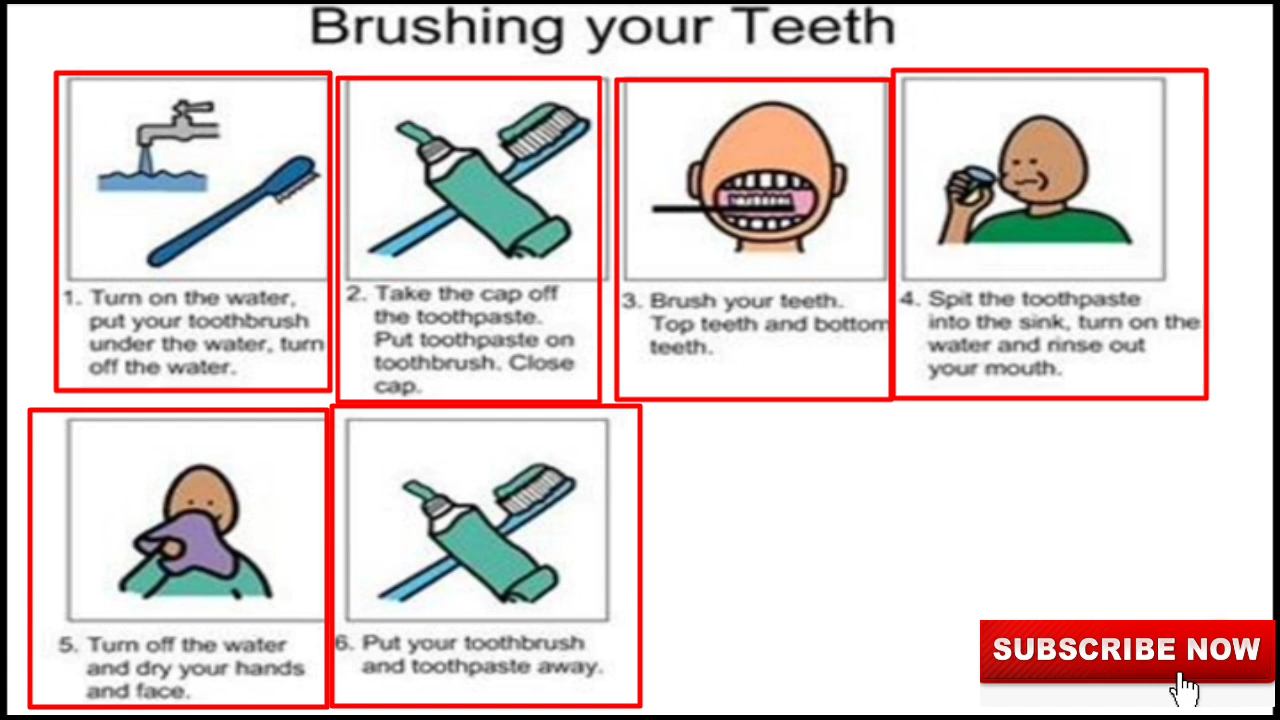 Brushing your Teeth
1. Turn on the water,
put your toothbrush
under the water, turn
off the water.
2. Take the cap off
the toothpaste.
Put toothpaste on
toothbrush. Close
cap.
3. Brush your teeth.
Top teeth and bottom
teeth.
4. Spit the toothpaste
into the sink, turn on the
water and rinse out
your mouth.
5. Turn off the water
and dry your hands
and face.
6. Put your toothbrush
and toothpaste away.
SUBSCRIBE NOW